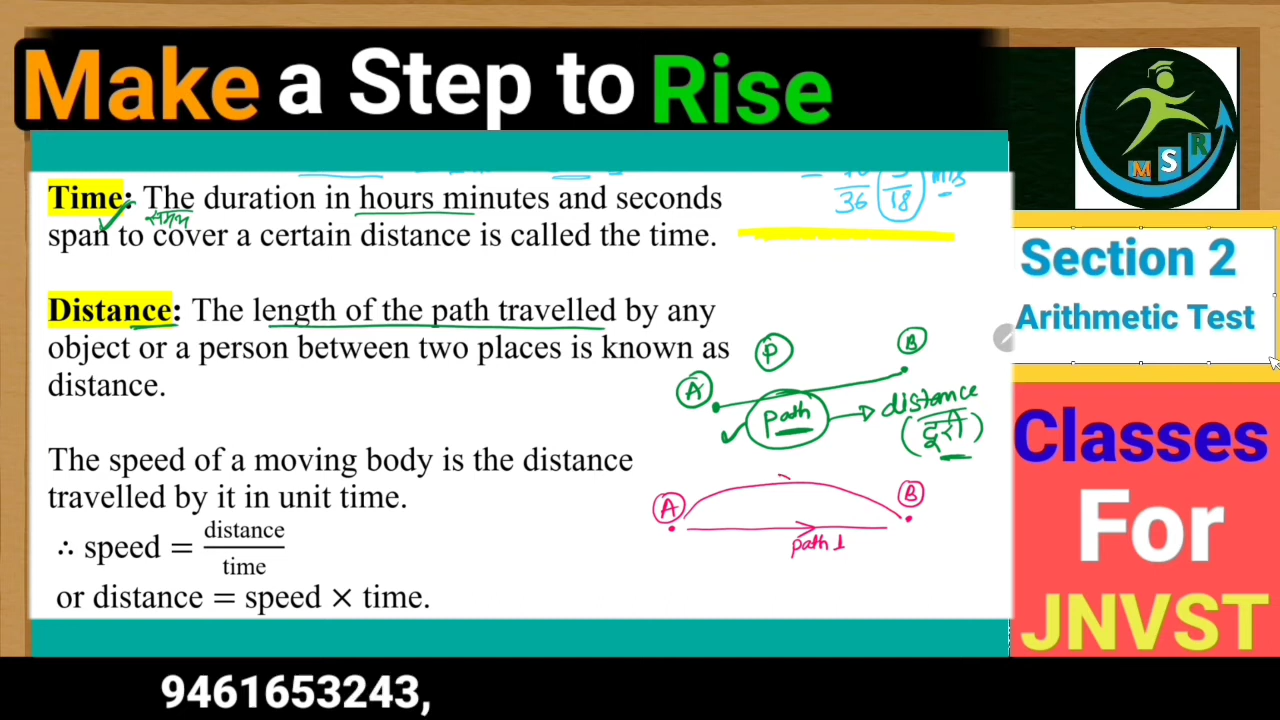 Make a Step to Rise
M S R
Time: The duration in hours minutes and seconds
समय
span to cover a certain distance is called the time.
36
5
18
m/s
Section 2
Arithmetic Test
Distance: The length of the path travelled by any
object or a person between two places is known as
distance.
P
A
B
path
distance
(दूरी)
The speed of a moving body is the distance
travelled by it in unit time.
A
B
path 1
∴ speed = distance
time
or distance = speed × time.
Classes
For
JNVST
9461653243,